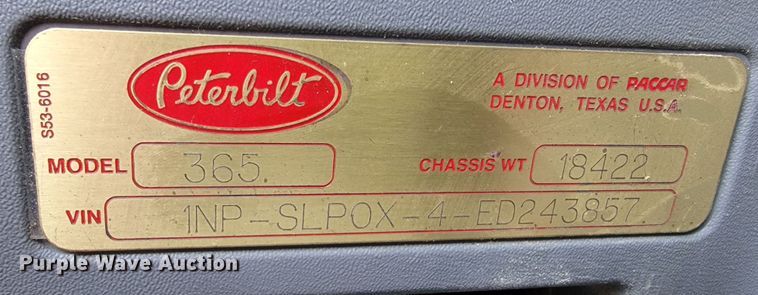 S53-6016
Peterbilt
A DIVISION OF PACCAR
DENTON, TEXAS U.S.A.
MODEL 365 CHASSIS WT 18422
VIN 1NP-SLP0X-4-ED243857
Purple Wave Auction